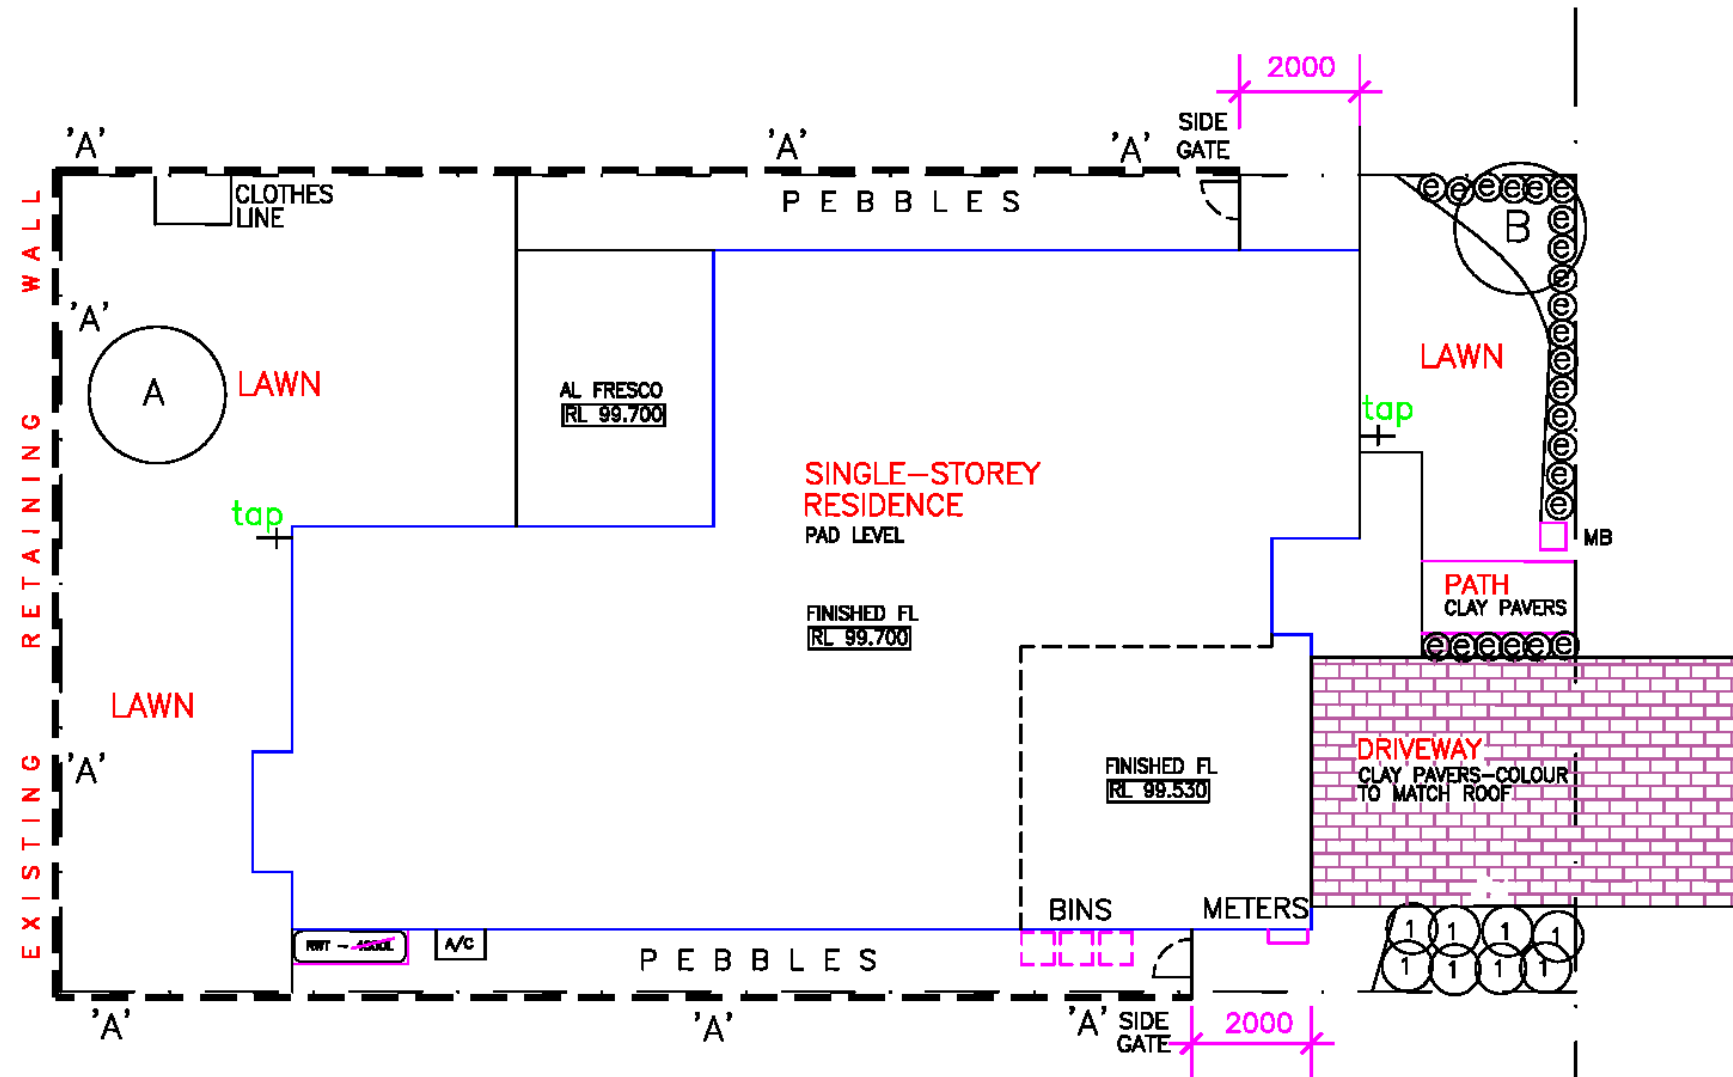 2000
SIDE
GATE
'A'
'A'
'A'
CLOTHES
LINE
P E B B L E S
e e e e e e
B
e
e
e
e
e
e
e
e
e
e
e
'A'
A
LAWN
AL FRESCO
RL 99.700
LAWN
tap
SINGLE-STOREY
RESIDENCE
PAD LEVEL
tap
MB
PATH
CLAY PAVERS
FINISHED FL
RL 99.700
e e e e e e
LAWN
'A'
FINISHED FL
RL 99.530
DRIVEWAY
CLAY PAVERS-COLOUR
TO MATCH ROOF
EXISTING RETAINING WALL
BINS
METERS
RWT -
A/C
P E B B L E S
1 1 1 1
1 1 1 1
'A'
'A'
'A'
SIDE
GATE
2000